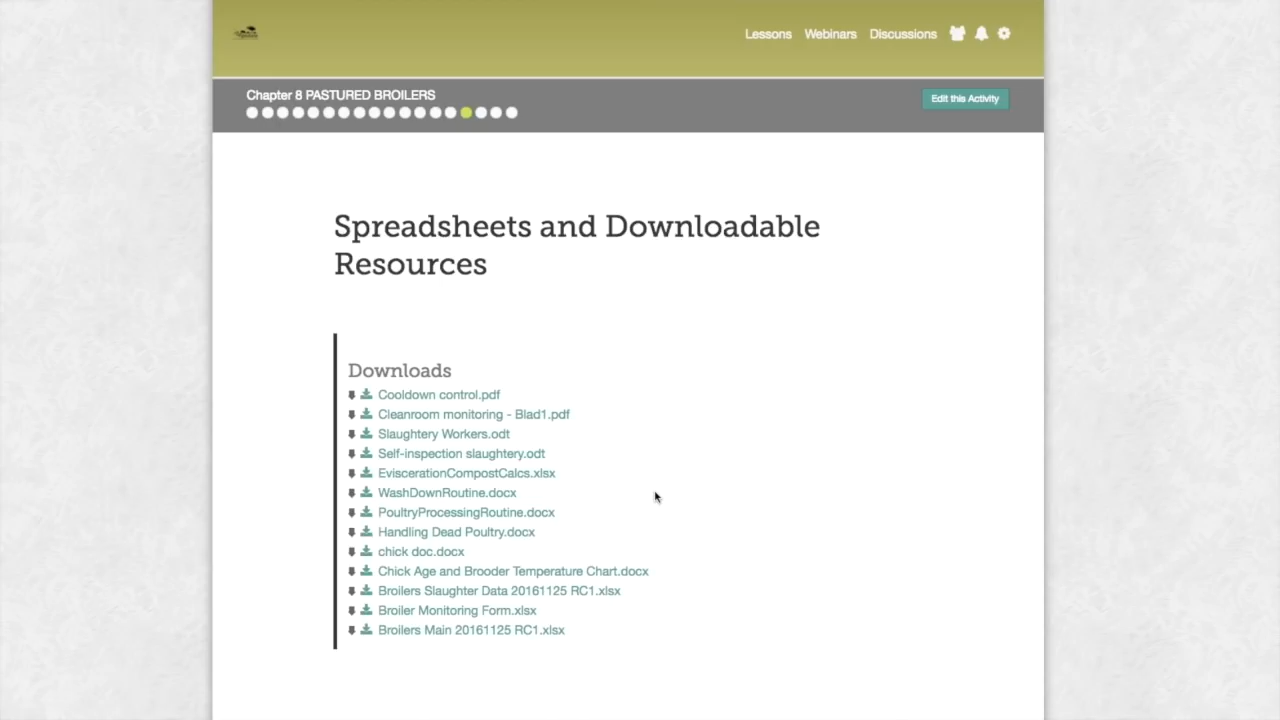 Lessons Webinars Discussions
Chapter 8 PASTURED BROILERS
Edit this Activity
Spreadsheets and Downloadable
Resources
Downloads
Cooldown control.pdf
Cleanroom monitoring - Blad1.pdf
Slaughtery Workers.odt
Self-inspection slaughtery.odt
EviscerationCompostCalcs.xlsx
WashDownRoutine.docx
PoultryProcessingRoutine.docx
Handling Dead Poultry.docx
chick doc.docx
Chick Age and Brooder Temperature Chart.docx
Broilers Slaughter Data 20161125 RC1.xlsx
Broiler Monitoring Form.xlsx
Broilers Main 20161125 RC1.xlsx